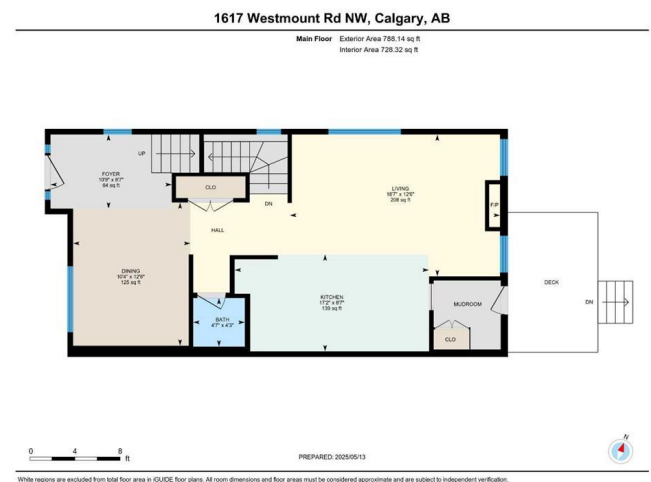 1617 Westmount Rd NW, Calgary, AB
Main Floor Exterior Area 788.14 sq ft
Interior Area 728.32 sq ft
UP
FOYER
10'9" x 6'7"
64 sq ft
CLO
DN
HALL
LIVING
16'7" x 12'6"
208 sq ft
F/P
DINING
10'4" x 12'8"
125 sq ft
KITCHEN
17'2" x 8'7"
139 sq ft
BATH
4'7" x 4'3"
MUDROOM
CLO
DECK
DN
N
0 4 8
ft
PREPARED: 2025/05/13
White regions are excluded from total floor area in iGUIDE floor plans. All room dimensions and floor areas must be considered approximate and are subject to independent verification.